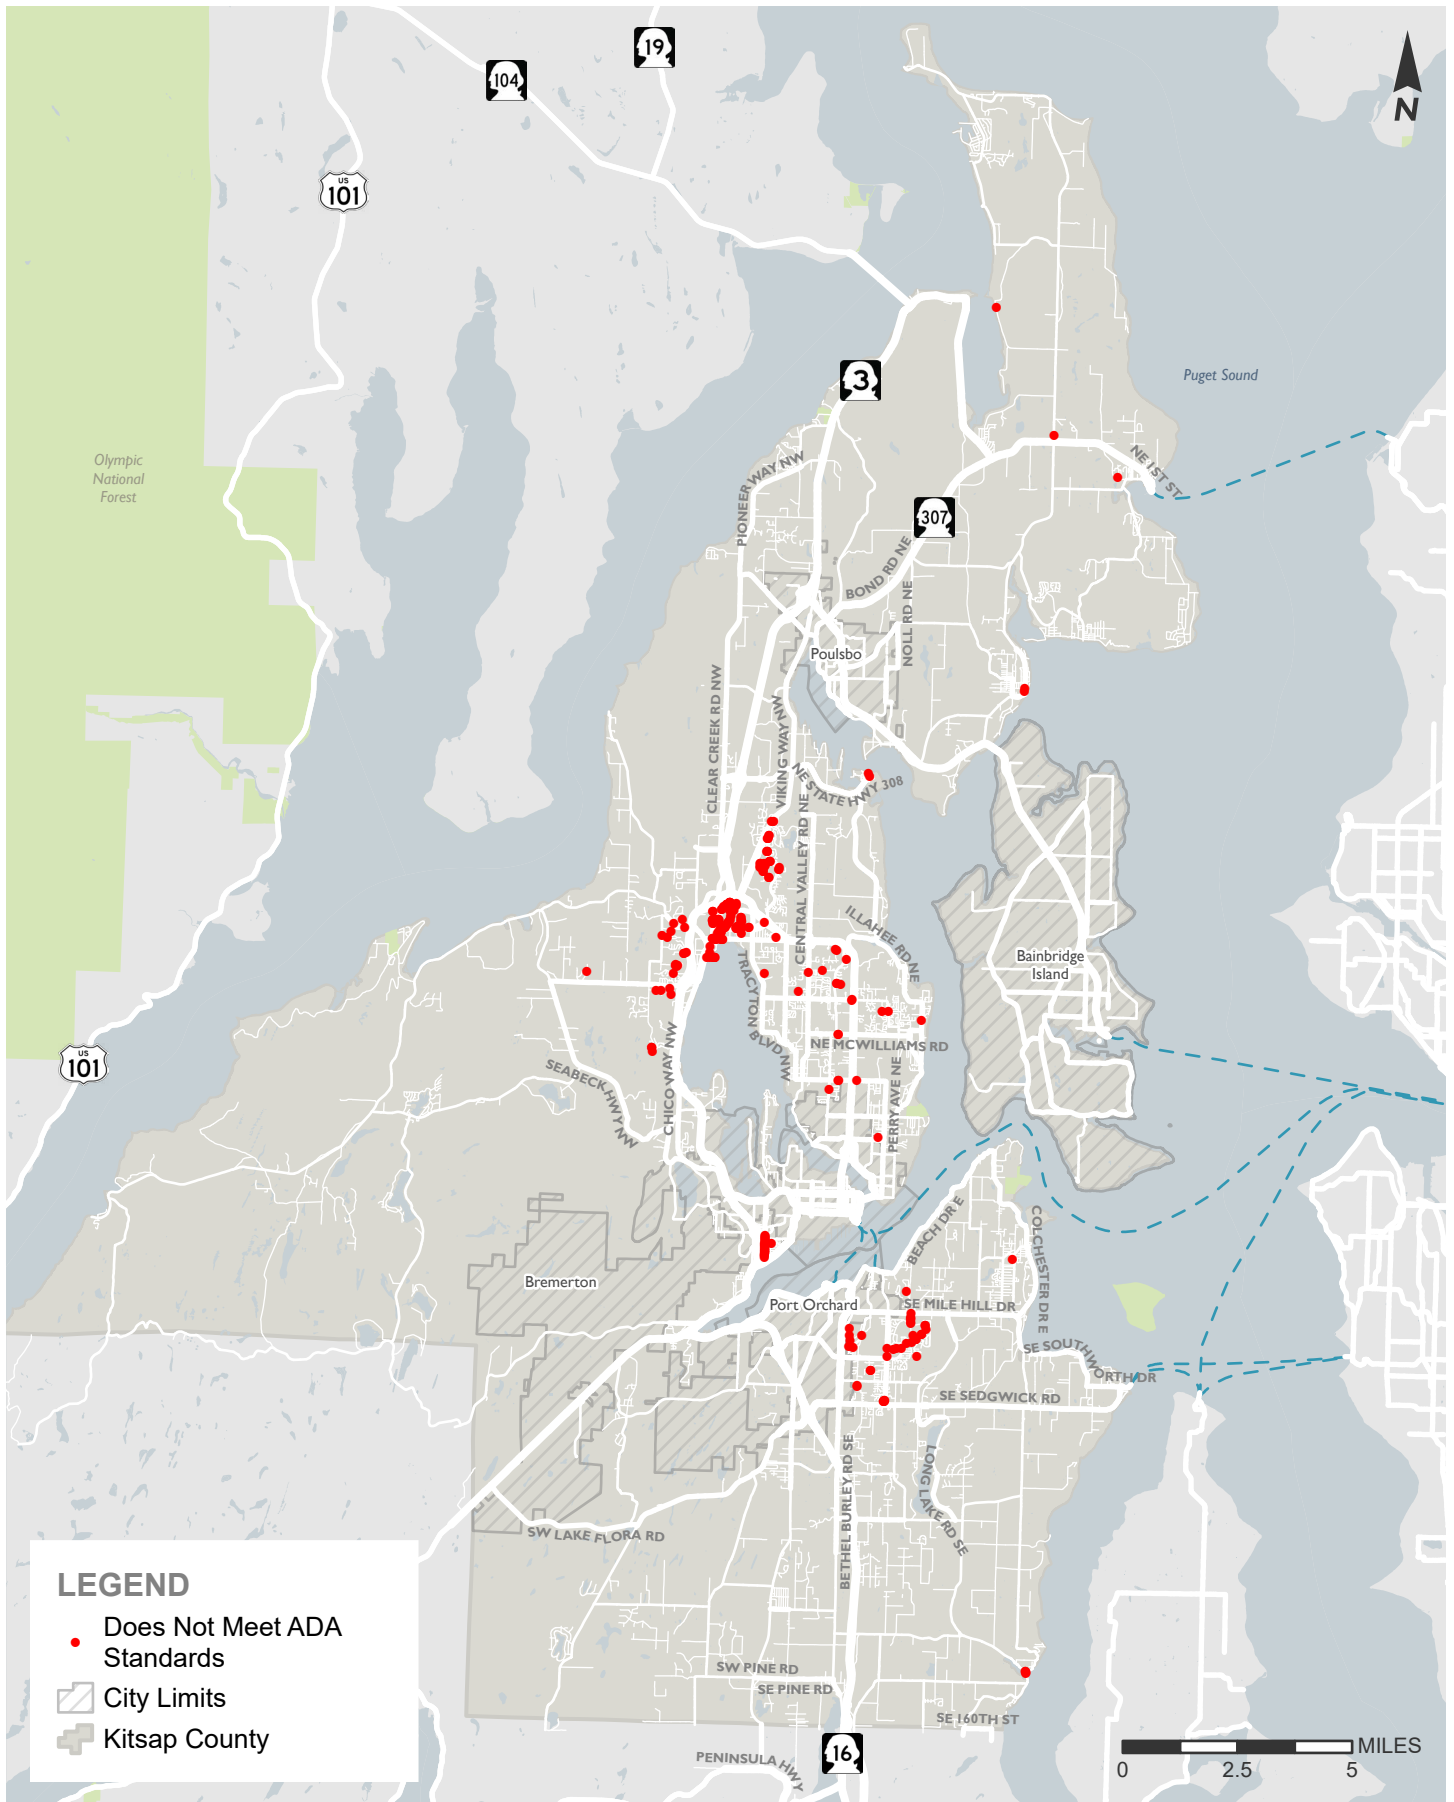 19
104
N
US
101
3
Puget Sound
Olympic
National
Forest
NE 1ST ST
PIONEER WAY NW
307
BOND RD NE
NOLL RD NE
Poulsbo
CLEAR CREEK RD NW
VIKING WAY NW
NE STATE HWY 308
CENTRAL VALLEY RD NE
ILLAHEE RD NE
Bainbridge
Island
TRACYTON BLVD NW
NE MCWILLIAMS RD
US
101
SEABECK HWY NW
CHICO WAY NW
PERRY AVE NE
BEACH DR E
COLCHESTER DR E
Bremerton
Port Orchard
SE MILE HILL DR
SE SOUTHWORTH DR
SE SEDGWICK RD
BETHEL BURLEY RD SE
LONG LAKE RD SE
SW LAKE FLORA RD
SW PINE RD
SE PINE RD
SE 160TH ST
PENINSULA HWY
16
LEGEND
Does Not Meet ADA
Standards
City Limits
Kitsap County
MILES
0 2.5 5